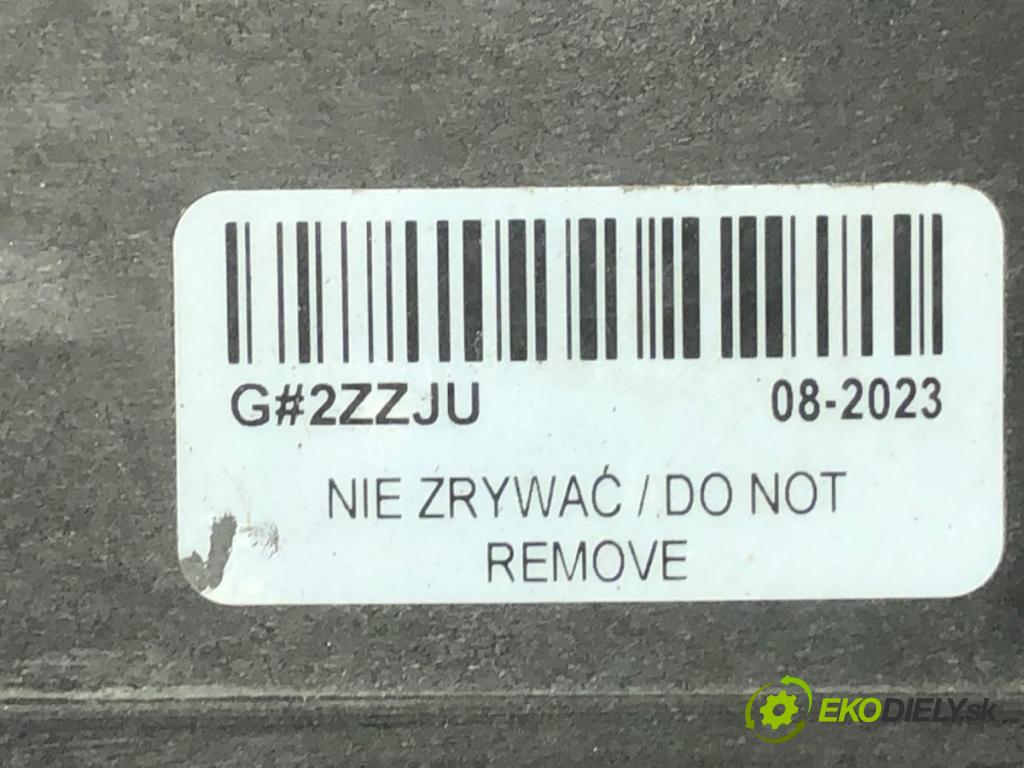 G#2ZZJU 08-2023
NIE ZRYWAĆ / DO NOT
REMOVE
EKODIELY.sk